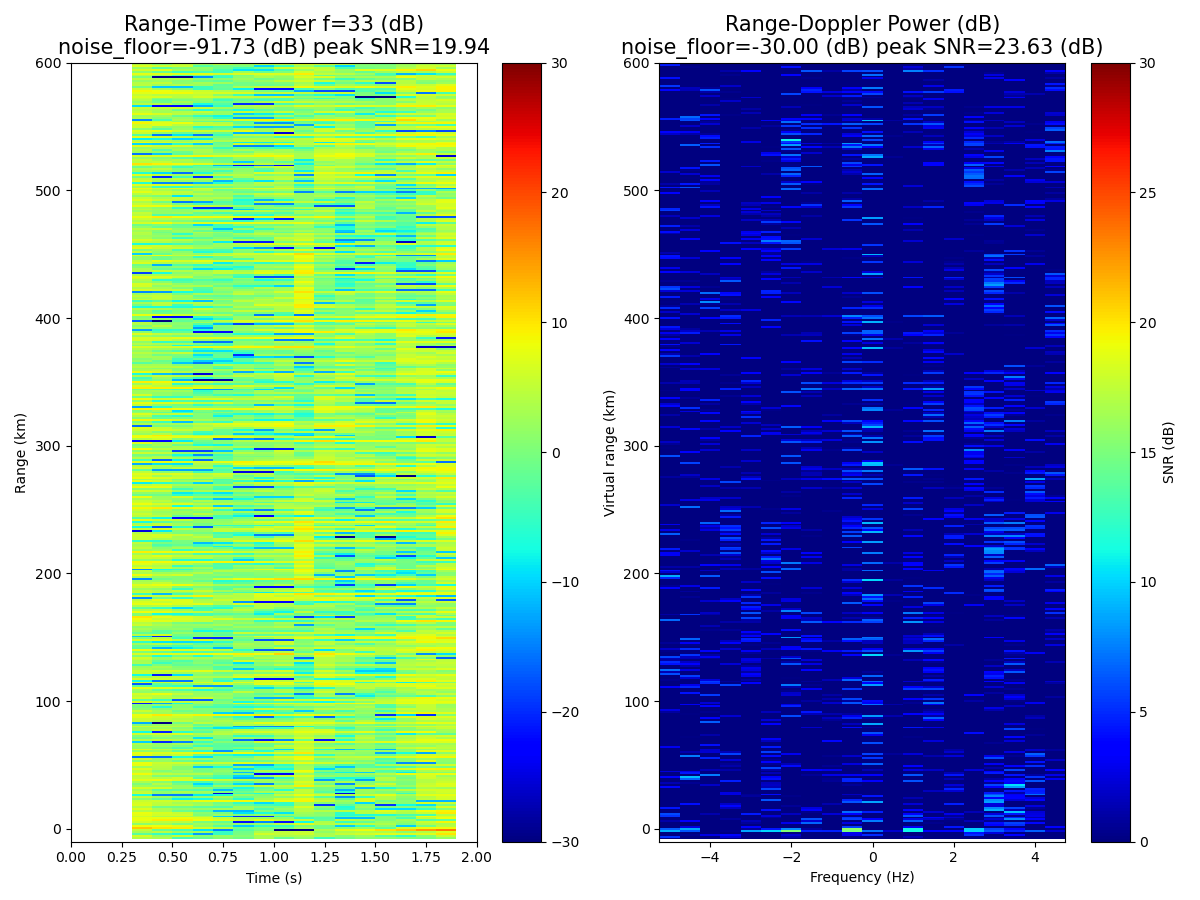 Range-Time Power f=33 (dB)
noise_floor=-91.73 (dB) peak SNR=19.94
Range (km)
600
500
400
300
200
100
0
0.00 0.25 0.50 0.75 1.00 1.25 1.50 1.75 2.00
Time (s)
30
20
10
0
−10
−20
−30
Range-Doppler Power (dB)
noise_floor=-30.00 (dB) peak SNR=23.63 (dB)
Virtual range (km)
600
500
400
300
200
100
0
−4 −2 0 2 4
Frequency (Hz)
30
25
20
15
10
5
0
SNR (dB)